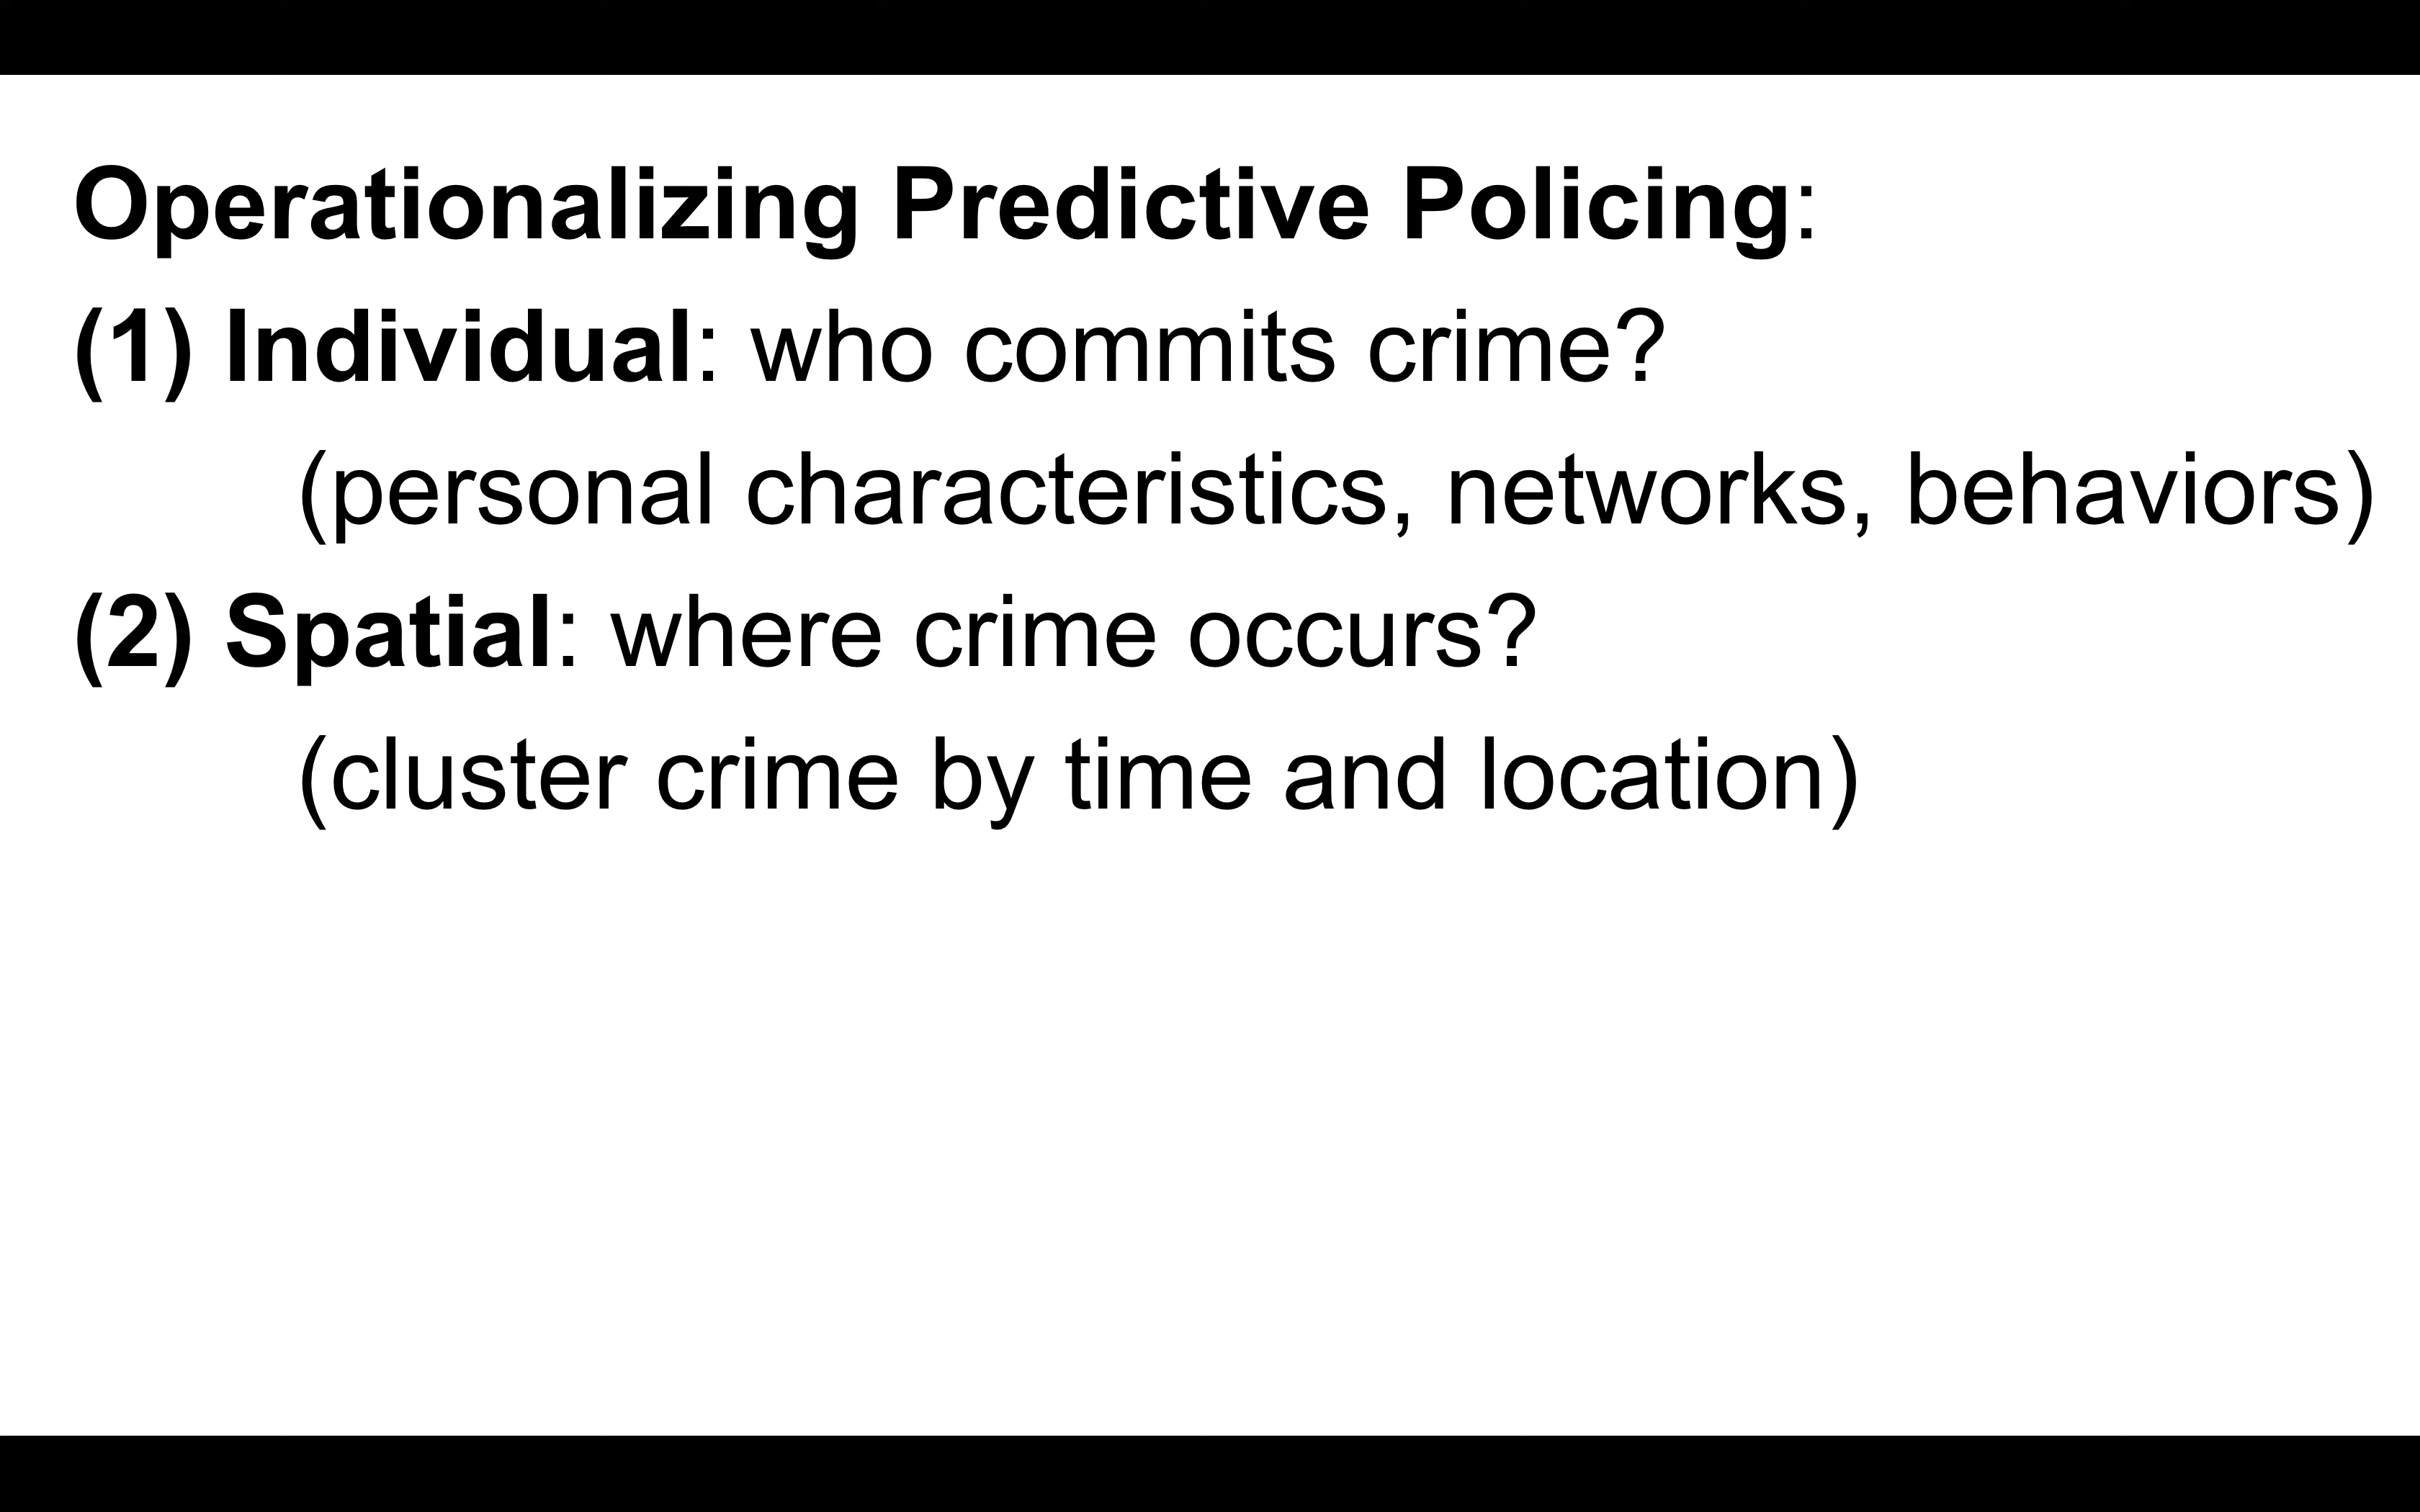 Operationalizing Predictive Policing:
(1) Individual: who commits crime?
(personal characteristics, networks, behaviors)
(2) Spatial: where crime occurs?
(cluster crime by time and location)